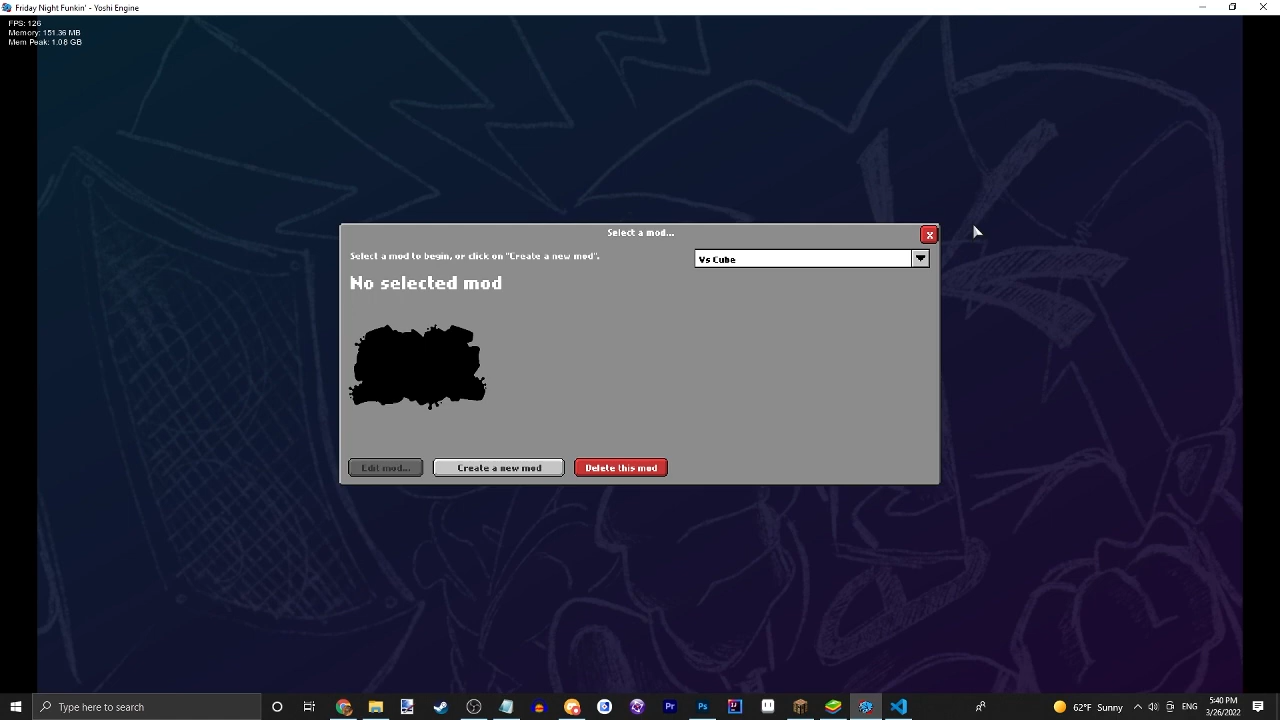 Friday Night Funkin' - Yoshi Engine
FPS: 126
Memory: 151.36 MB
Mem Peak: 1.08 GB
Select a mod...
x
Select a mod to begin, or click on "Create a new mod".
Vs Cube
No selected mod
Edit mod...
Create a new mod
Delete this mod
Type here to search
Pr
Ps
62°F Sunny
ENG
5:40 PM
3/26/2022